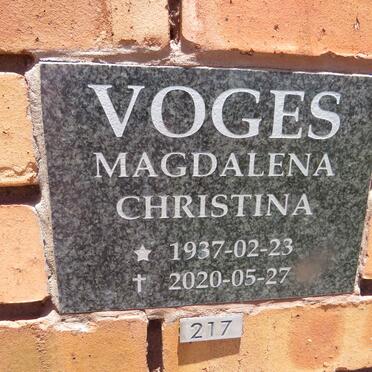 VOGES
MAGDALENA
CHRISTINA
★ 1937-02-23
✝ 2020-05-27
217